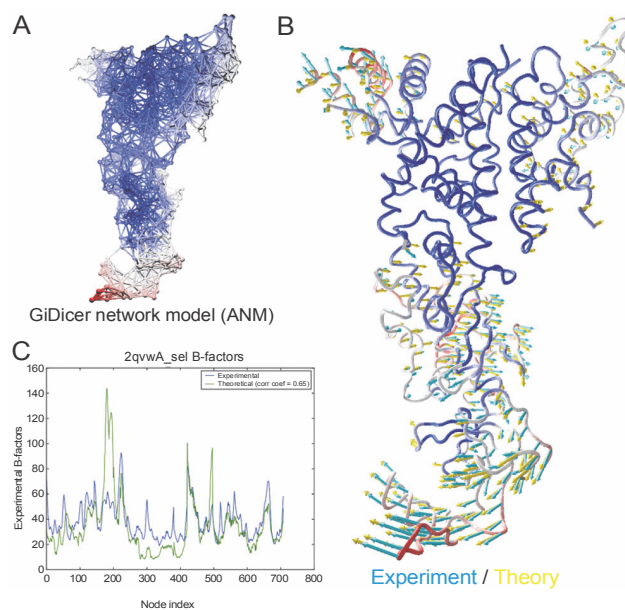 A
B
GiDicer network model (ANM)
C
2qvwA_sel B-factors
Experimental
Theoretical (corr coef = 0.65)
Experimental B-factors
160
140
120
100
80
60
40
20
0
0 100 200 300 400 500 600 700 800
Node index
Experiment / Theory